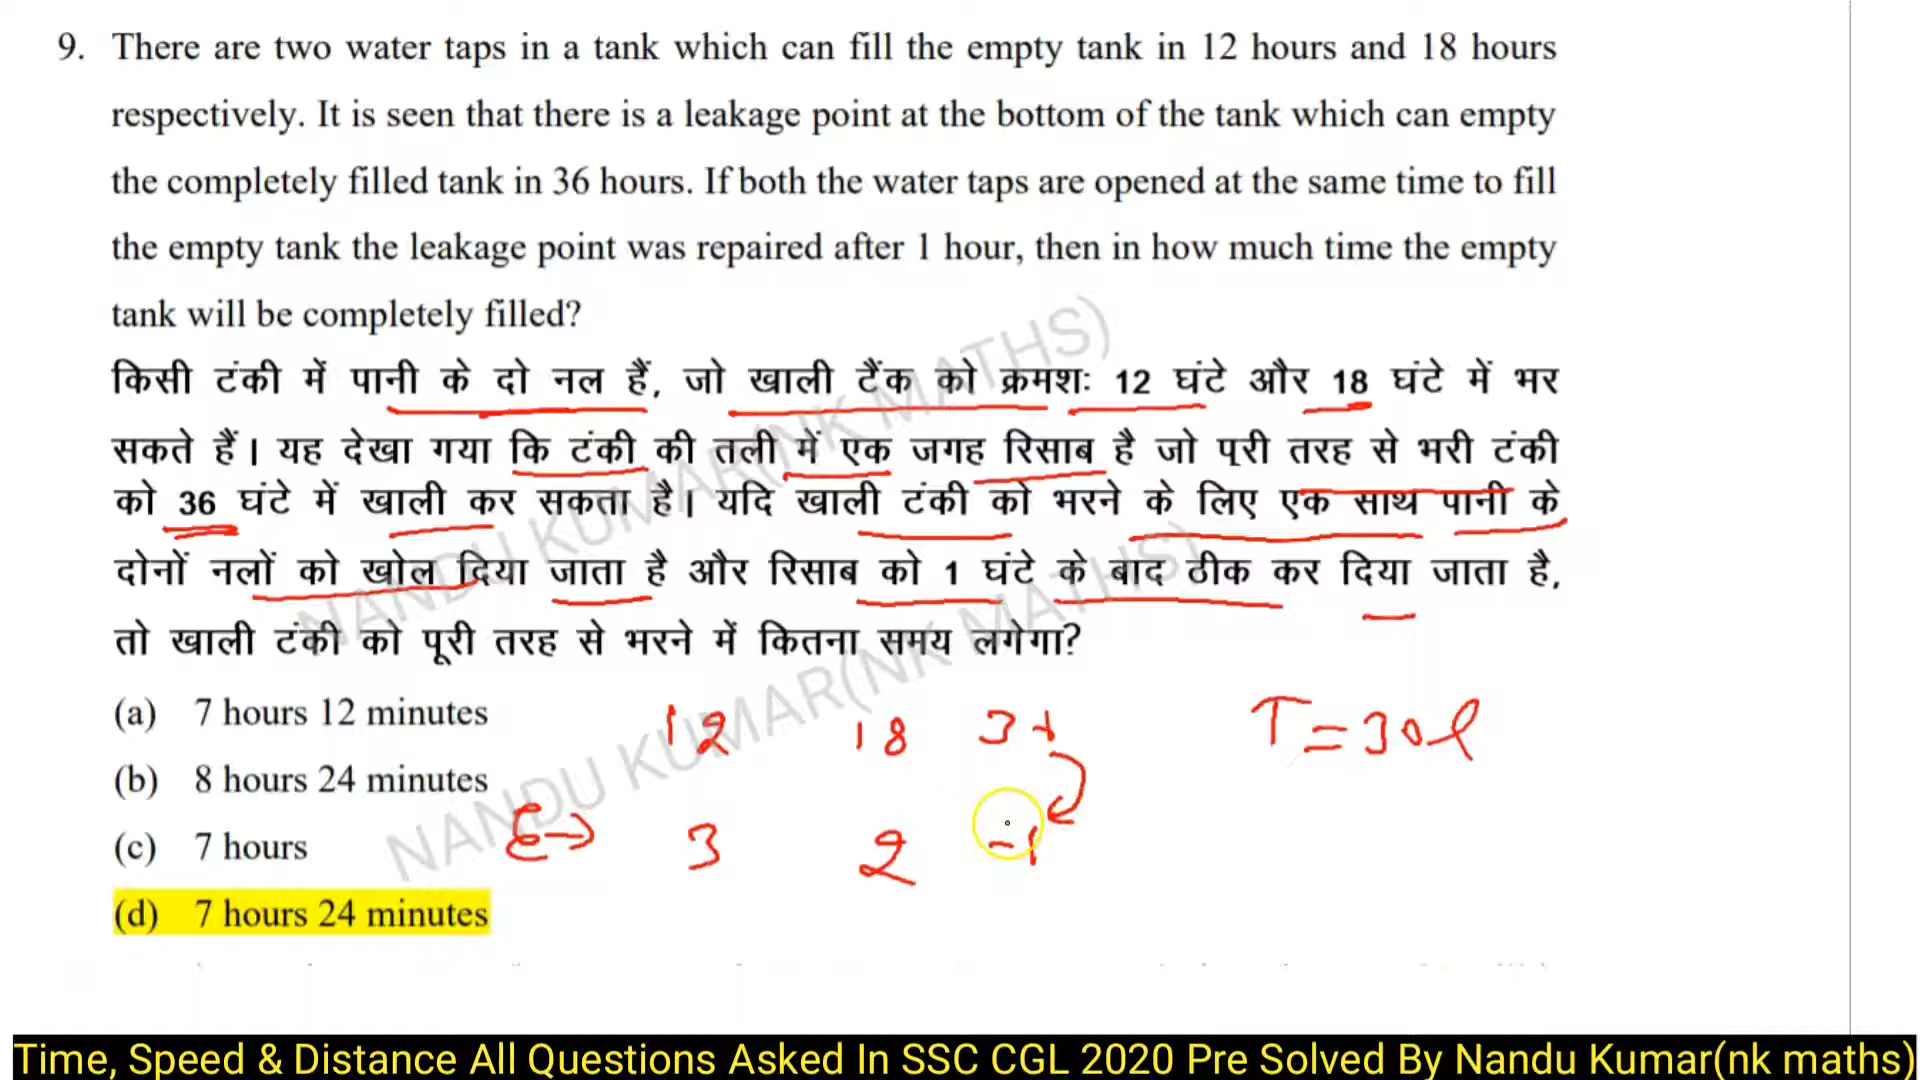 9. There are two water taps in a tank which can fill the empty tank in 12 hours and 18 hours
respectively. It is seen that there is a leakage point at the bottom of the tank which can empty
the completely filled tank in 36 hours. If both the water taps are opened at the same time to fill
the empty tank the leakage point was repaired after 1 hour, then in how much time the empty
tank will be completely filled?
किसी टंकी में पानी के दो नल हैं, जो खाली टैंक को क्रमशः 12 घंटे और 18 घंटे में भर
सकते हैं। यह देखा गया कि टंकी की तली में एक जगह रिसाब है जो पूरी तरह से भरी टंकी
को 36 घंटे में खाली कर सकता है। यदि खाली टंकी को भरने के लिए एक साथ पानी के
दोनों नलों को खोल दिया जाता है और रिसाब को 1 घंटे के बाद ठीक कर दिया जाता है,
तो खाली टंकी को पूरी तरह से भरने में कितना समय लगेगा?
(a) 7 hours 12 minutes
(b) 8 hours 24 minutes
(c) 7 hours
(d) 7 hours 24 minutes
12 18
T = 30l
E→ 3 2 -1
NANDU KUMAR(NK MATHS)
NANDU KUMAR(NK MATHS)
Time, Speed & Distance All Questions Asked In SSC CGL 2020 Pre Solved By Nandu Kumar(nk maths)